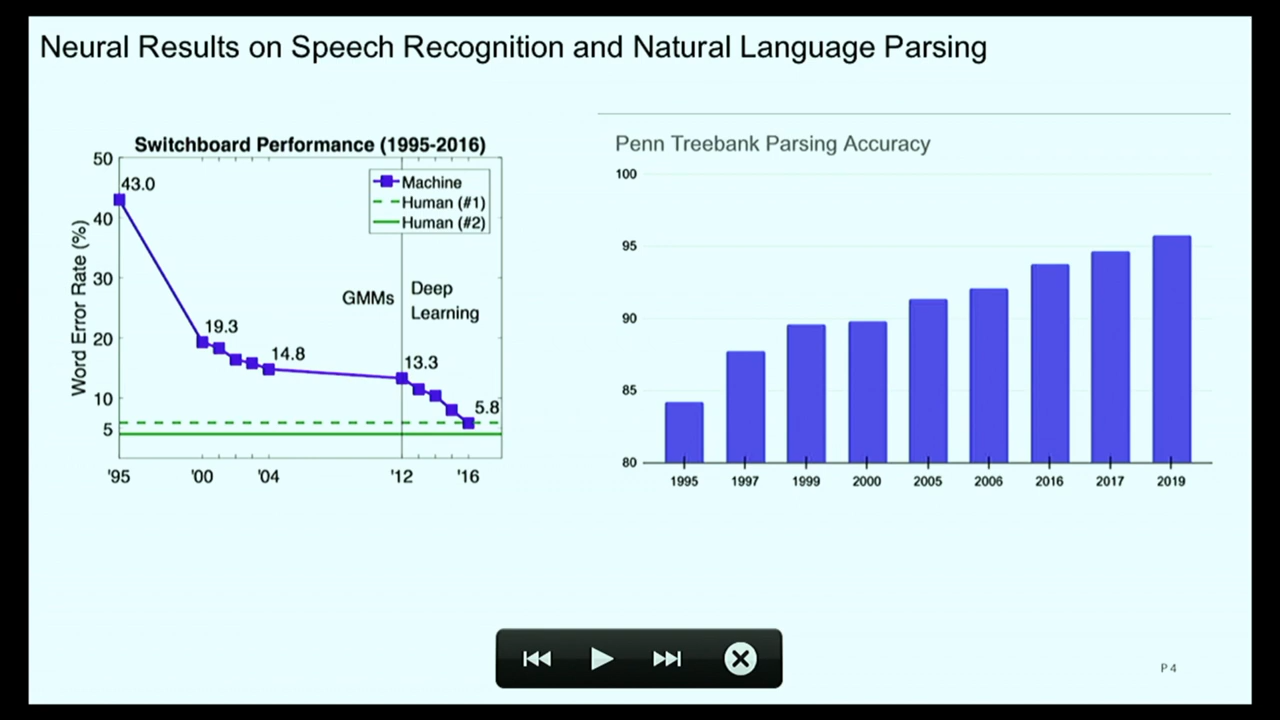 Neural Results on Speech Recognition and Natural Language Parsing
Switchboard Performance (1995-2016)
Word Error Rate (%)
50
40
30
20
10
5
43.0
19.3
14.8
13.3
5.8
Machine
Human (#1)
Human (#2)
GMMs
Deep
Learning
'95 '00 '04 '12 '16
Penn Treebank Parsing Accuracy
100
95
90
85
80
1995 1997 1999 2000 2005 2006 2016 2017 2019
P 4